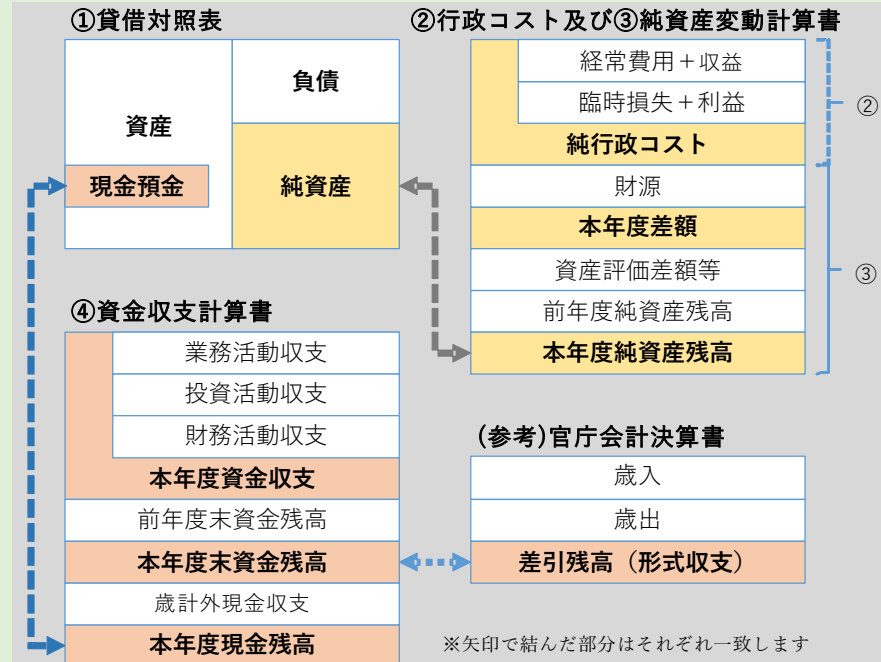 ①貸借対照表
資産
現金預金
負債
純資産
②行政コスト及び③純資産変動計算書
経常費用＋収益
臨時損失＋利益
純行政コスト
財源
本年度差額
資産評価差額等
前年度純資産残高
本年度純資産残高
②
③
④資金収支計算書
業務活動収支
投資活動収支
財務活動収支
本年度資金収支
前年度末資金残高
本年度末資金残高
歳計外現金収支
本年度現金残高
(参考)官庁会計決算書
歳入
歳出
差引残高（形式収支）
※矢印で結んだ部分はそれぞれ一致します